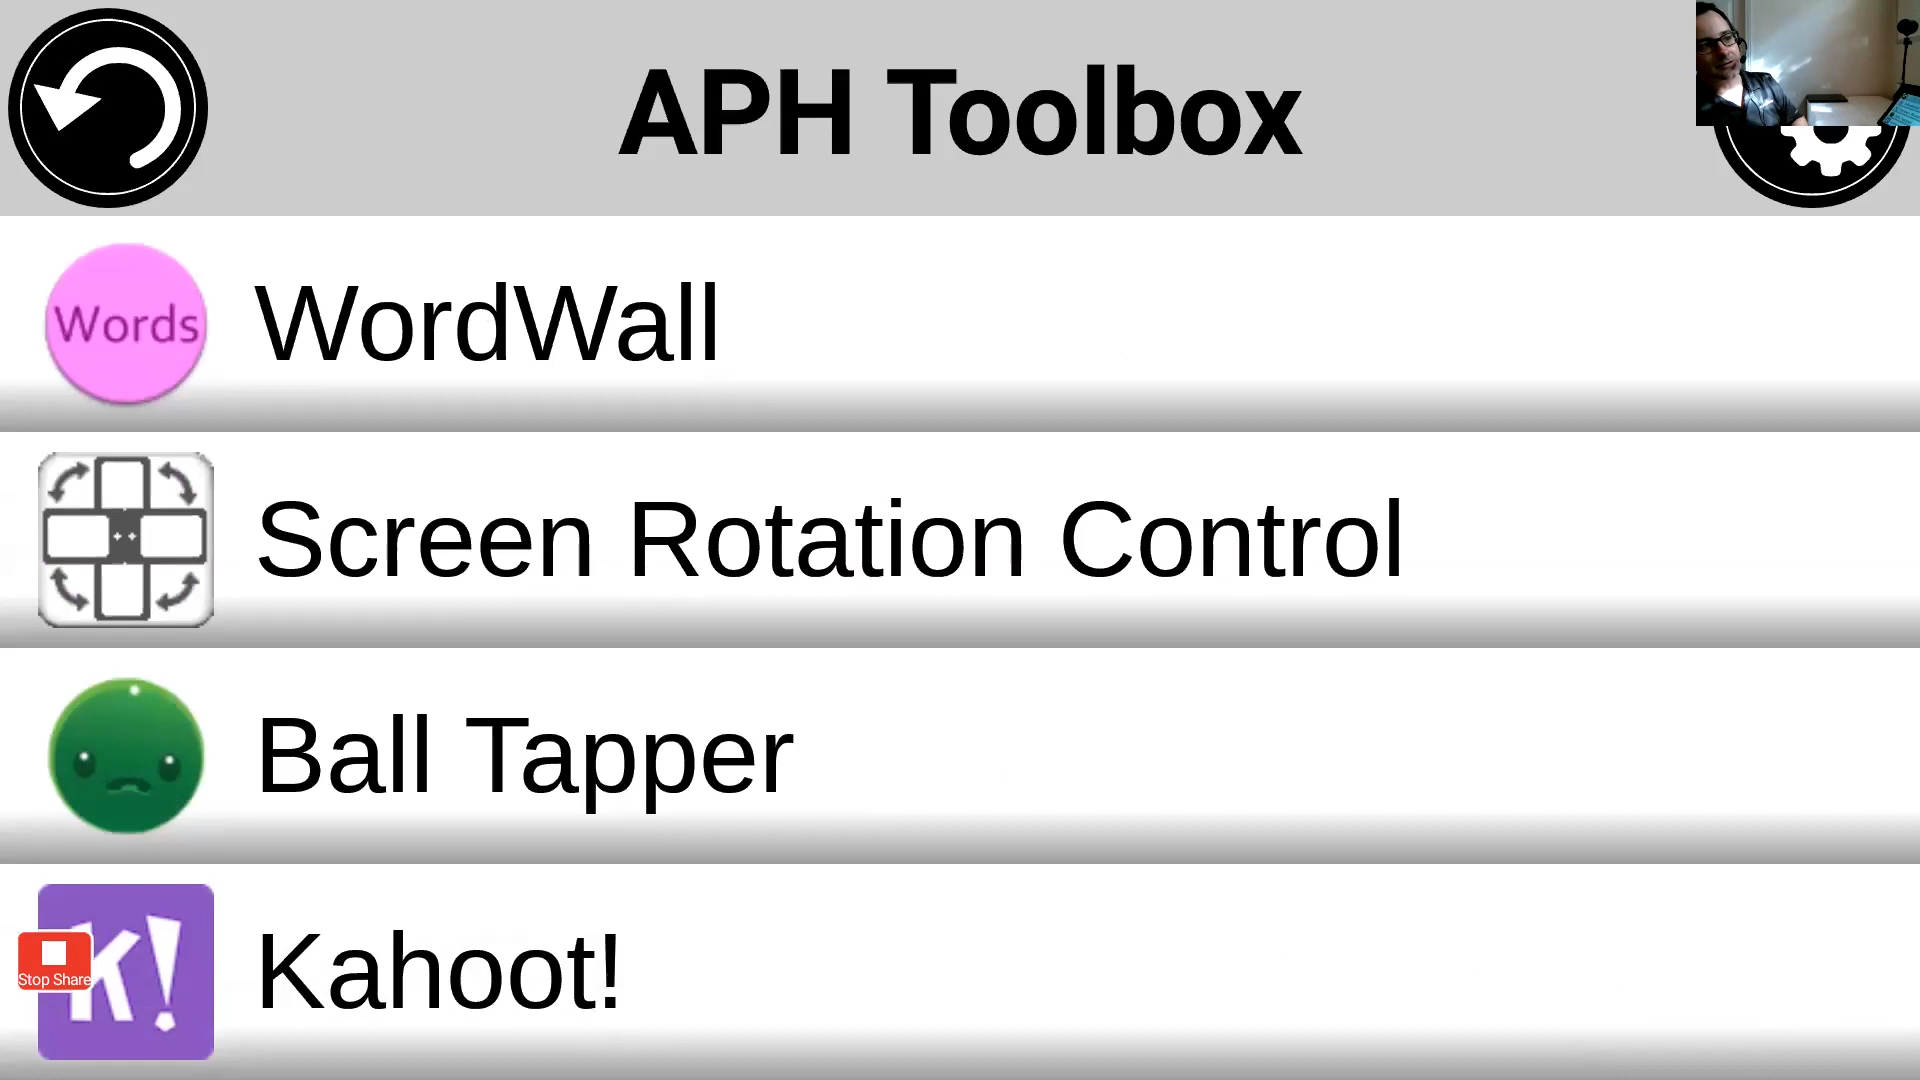 APH Toolbox
Words
WordWall
Screen Rotation Control
Ball Tapper
K!
Stop Share
Kahoot!